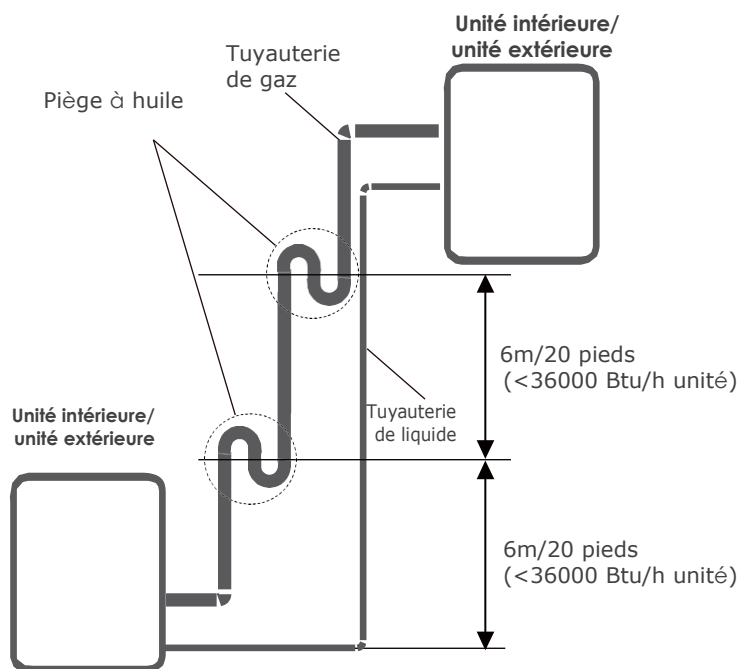 Unité intérieure/
unité extérieure
Tuyauterie
de gaz
Piège à huile
6m/20 pieds
(<36000 Btu/h unité)
Tuyauterie
de liquide
Unité intérieure/
unité extérieure
6m/20 pieds
(<36000 Btu/h unité)